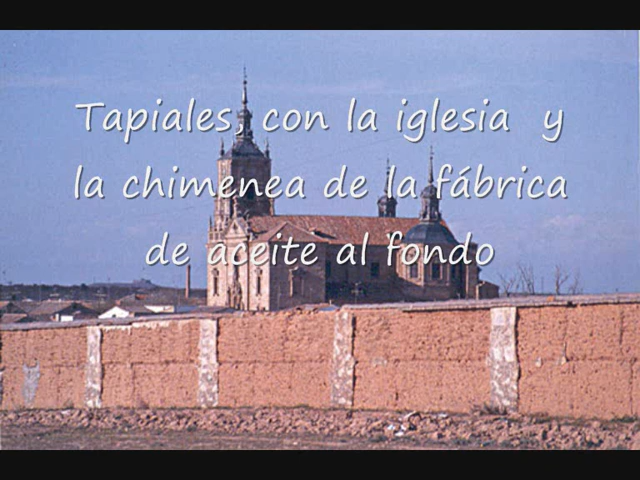 Tapiales, con la iglesia y
la chimenea de la fábrica
de aceite al fondo